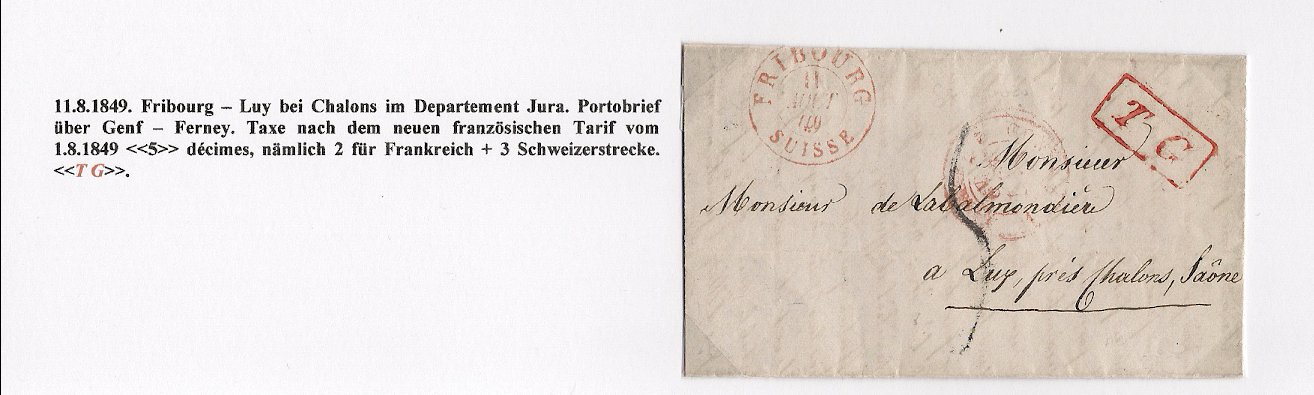 11.8.1849. Fribourg – Luy bei Chalons im Departement Jura. Portobrief
über Genf – Ferney. Taxe nach dem neuen französischen Tarif vom
1.8.1849 <<5>> décimes, nämlich 2 für Frankreich + 3 Schweizerstrecke.
<<T G>>.
FRIBOURG
11
AOUT
49
SUISSE
T G
Monsieur
Monsieur de Labalmondière
a Luy, près Chalons, Saône